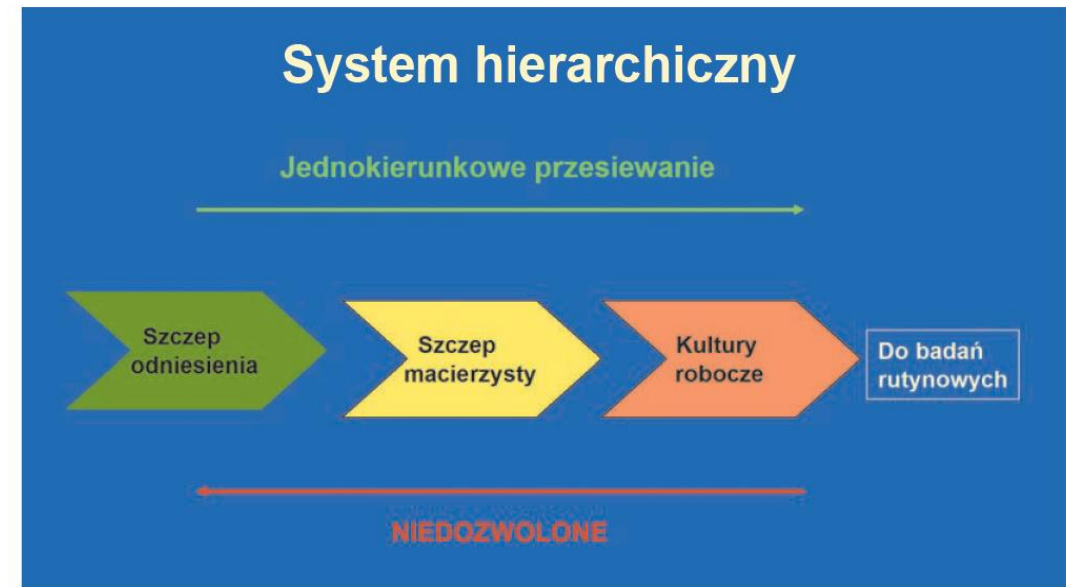 System hierarchiczny
Jednokierunkowe przesiewanie
Szczep
odniesienia
Szczep
macierzysty
Kultury
robocze
Do badań
rutynowych
NIEDOZWOLONE